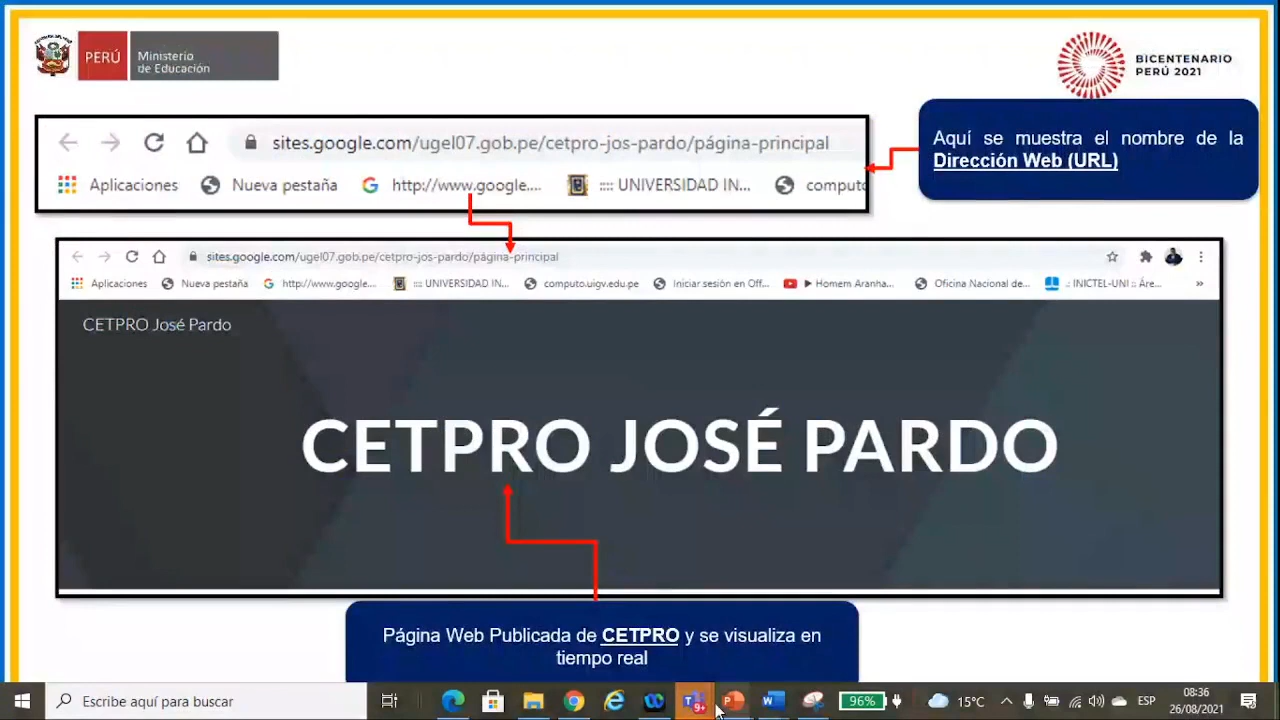 PERÚ
Ministerio
de Educación
BICENTENARIO
PERÚ 2021
sites.google.com/ugel07.gob.pe/cetpro-jos-pardo/página-principal
Aplicaciones Nueva pestaña http://www.google.... :::: UNIVERSIDAD IN... computo
Aquí se muestra el nombre de la
Dirección Web (URL)
sites.google.com/ugel07.gob.pe/cetpro-jos-pardo/página-principal
Aplicaciones Nueva pestaña http://www.google.... :::: UNIVERSIDAD IN... computo.uigv.edu.pe Iniciar sesión en Off... Homem Aranha... Oficina Nacional de... .: INICTEL-UNI :: Áre... »
CETPRO José Pardo
CETPRO JOSÉ PARDO
Página Web Publicada de CETPRO y se visualiza en
tiempo real
Escribe aquí para buscar 9+ 96% 15°C ESP 08:36
26/08/2021